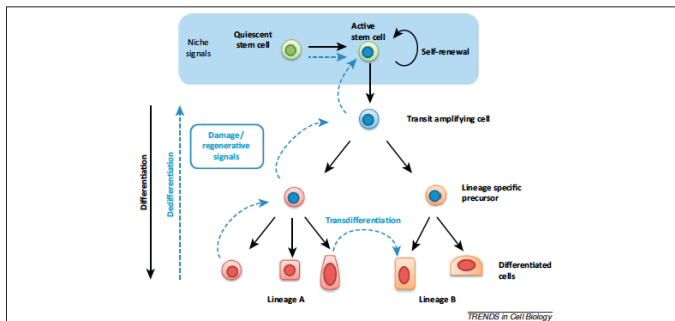 Niche
signals
Quiescent
stem cell
Active
stem cell
Self-renewal
Transit amplifying cell
Damage/
regenerative
signals
Differentiation
Dedifferentiation
Lineage specific
precursor
Transdifferentiation
Differentiated
cells
Lineage A
Lineage B
TRENDS in Cell Biology